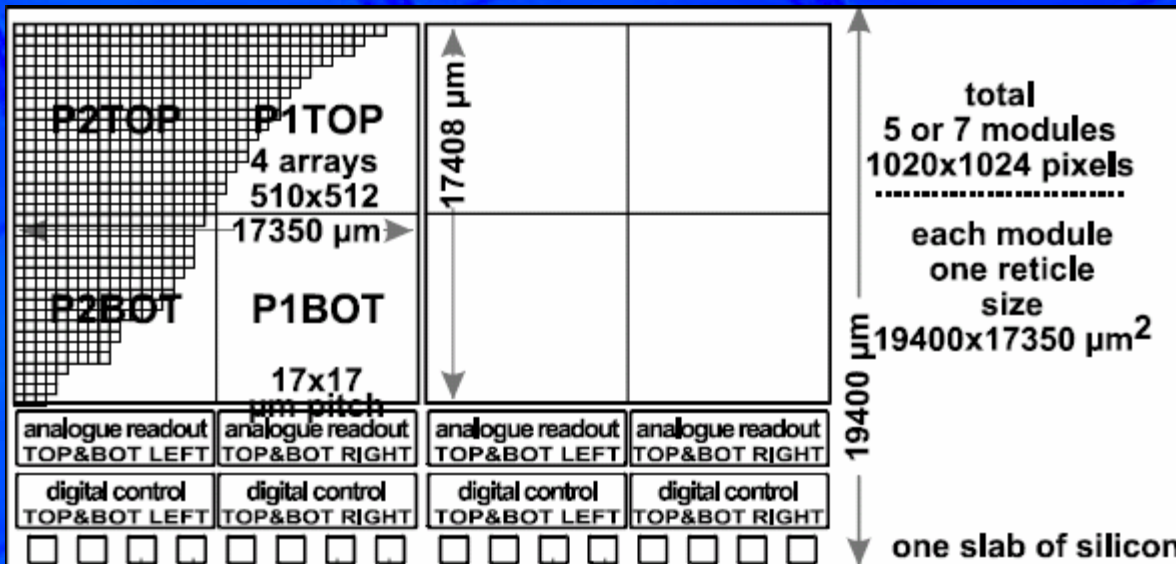 P2TOP
P1TOP
4 arrays
510x512
17350 µm
P2BOT
P1BOT
17x17
µm pitch
17408 µm
analogue readout
TOP&BOT LEFT
analogue readout
TOP&BOT RIGHT
analogue readout
TOP&BOT LEFT
analogue readout
TOP&BOT RIGHT
digital control
TOP&BOT LEFT
digital control
TOP&BOT RIGHT
digital control
TOP&BOT LEFT
digital control
TOP&BOT RIGHT
19400 µm
total
5 or 7 modules
1020x1024 pixels
each module
one reticle
size
19400x17350 µm²
one slab of silicon